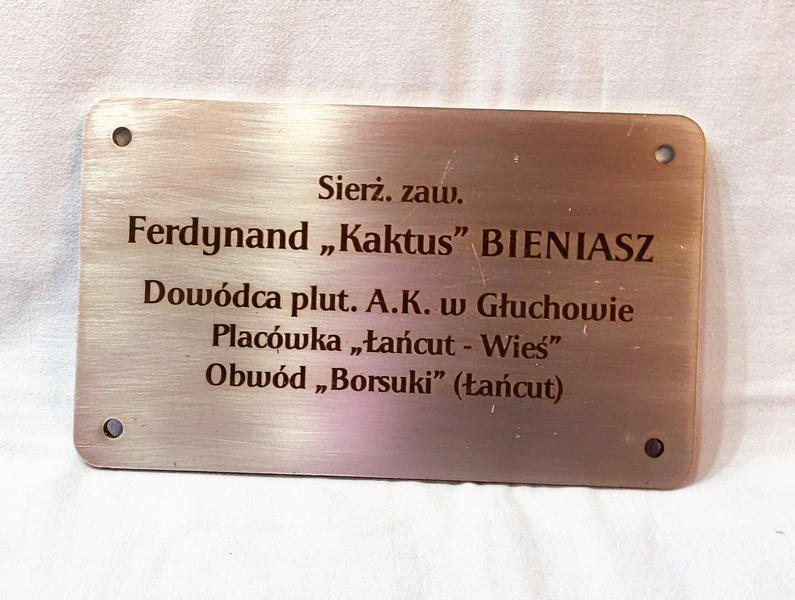 Sierż. zaw.
Ferdynand „Kaktus” BIENIASZ
Dowódca plut. A.K. w Głuchowie
Placówka „Łańcut - Wieś”
Obwód „Borsuki” (Łańcut)